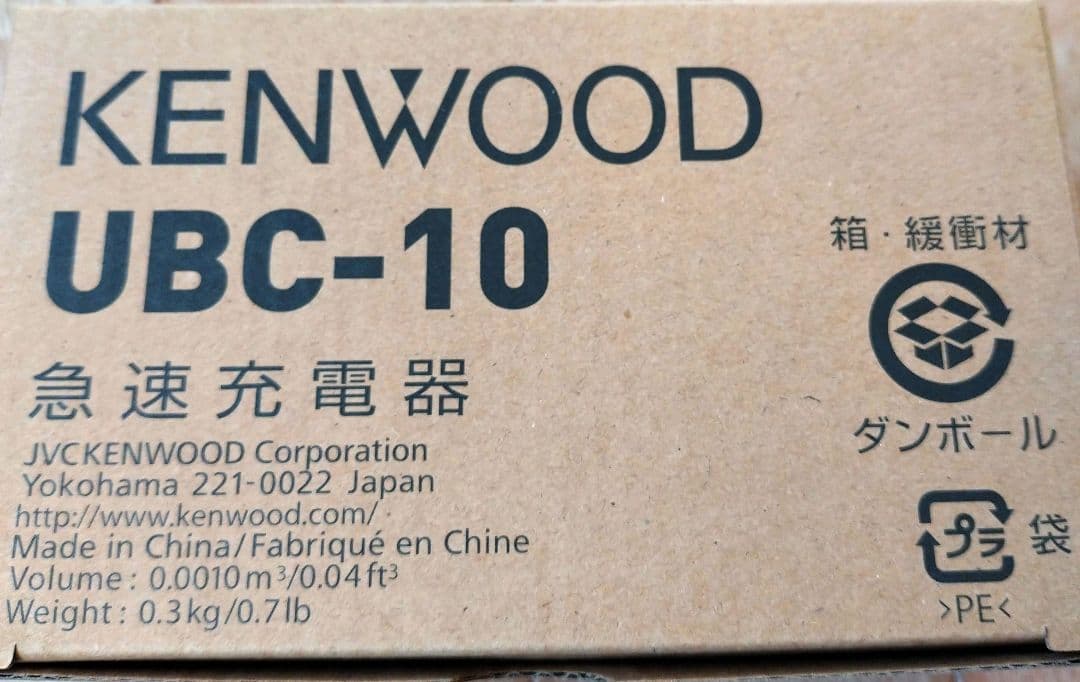 KENWOOD
UBC-10
急速充電器
JVCKENWOOD Corporation
Yokohama 221-0022 Japan
http://www.kenwood.com/
Made in China/Fabriqué en Chine
Volume: 0.0010m³/0.04ft³
Weight: 0.3kg/0.7lb
箱・緩衝材
ダンボール
プラ 袋
>PE<